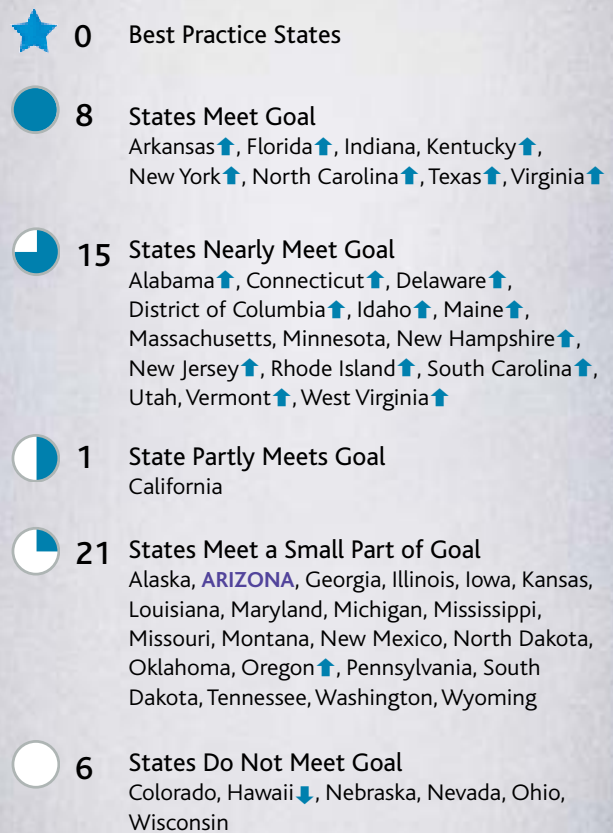 0 Best Practice States
8 States Meet Goal
Arkansas⬆, Florida⬆, Indiana, Kentucky⬆,
New York⬆, North Carolina⬆, Texas⬆, Virginia⬆
15 States Nearly Meet Goal
Alabama⬆, Connecticut⬆, Delaware⬆,
District of Columbia⬆, Idaho⬆, Maine⬆,
Massachusetts, Minnesota, New Hampshire⬆,
New Jersey⬆, Rhode Island⬆, South Carolina⬆,
Utah, Vermont⬆, West Virginia⬆
1 State Partly Meets Goal
California
21 States Meet a Small Part of Goal
Alaska, ARIZONA, Georgia, Illinois, Iowa, Kansas,
Louisiana, Maryland, Michigan, Mississippi,
Missouri, Montana, New Mexico, North Dakota,
Oklahoma, Oregon⬆, Pennsylvania, South
Dakota, Tennessee, Washington, Wyoming
6 States Do Not Meet Goal
Colorado, Hawaii⬇, Nebraska, Nevada, Ohio,
Wisconsin